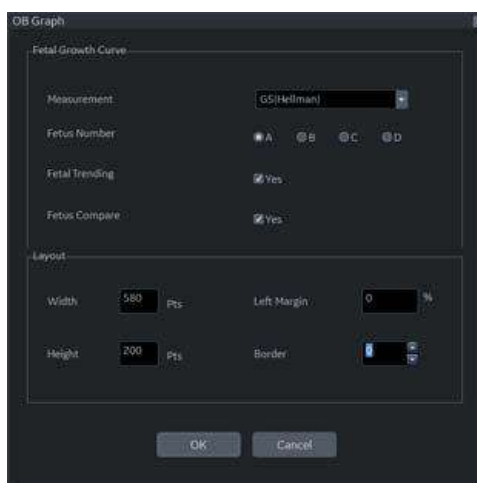 OB Graph
Fetal Growth Curve
Measurement GS(Hellman)
Fetus Number A B C D
Fetal Trending Yes
Fetus Compare Yes
Layout
Width 580 Pts Left Margin 0 %
Height 200 Pts Border 0
OK Cancel